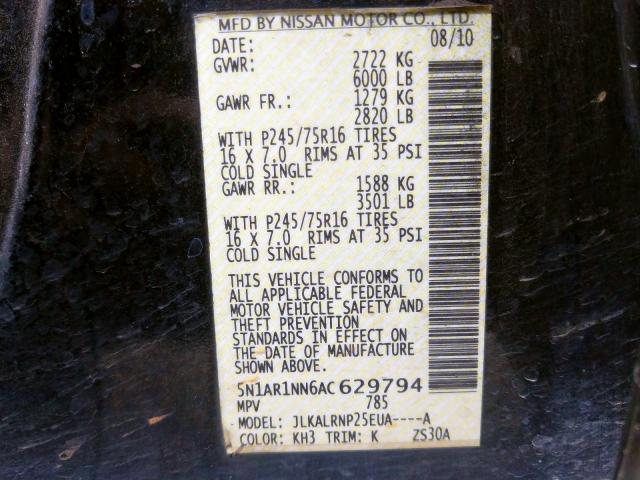 MFD BY NISSAN MOTOR CO., LTD.
DATE: 08/10
GVWR: 2722 KG
6000 LB
GAWR FR.: 1279 KG
2820 LB
WITH P245/75R16 TIRES
16 X 7.0 RIMS AT 35 PSI
COLD SINGLE
GAWR RR.: 1588 KG
3501 LB
WITH P245/75R16 TIRES
16 X 7.0 RIMS AT 35 PSI
COLD SINGLE
THIS VEHICLE CONFORMS TO
ALL APPLICABLE FEDERAL
MOTOR VEHICLE SAFETY AND
THEFT PREVENTION
STANDARDS IN EFFECT ON
THE DATE OF MANUFACTURE
SHOWN ABOVE.
5N1AR1NN6AC629794
MPV 785
MODEL: JLKALRNP25EUA----A
COLOR: KH3 TRIM: K ZS30A